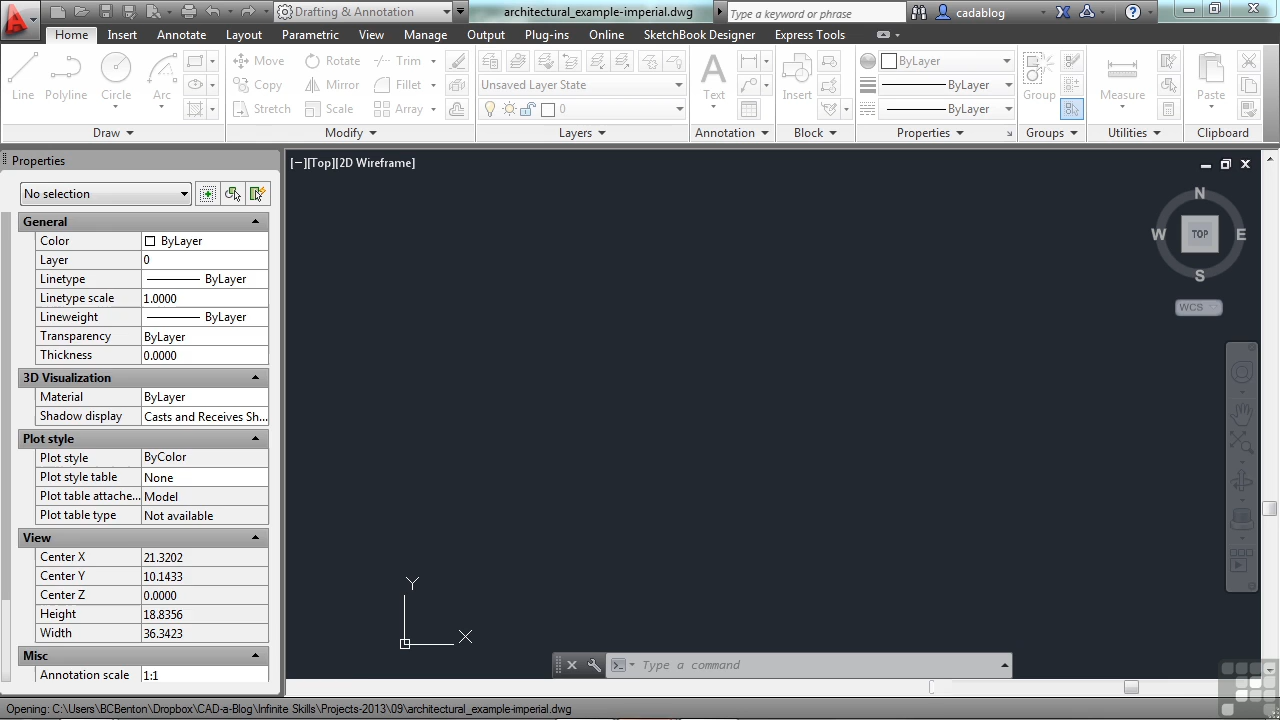 Drafting & Annotation
architectural_example-imperial.dwg
Type a keyword or phrase
cadablog
Home Insert Annotate Layout Parametric View Manage Output Plug-ins Online SketchBook Designer Express Tools
Line Polyline Circle Arc
Move Rotate Trim
Copy Mirror Fillet
Stretch Scale Array
Unsaved Layer State
0
Text
Insert
ByLayer
ByLayer
ByLayer
Group
Measure
Paste
Draw Modify Layers Annotation Block Properties Groups Utilities Clipboard
Properties
No selection
General
Color ByLayer
Layer 0
Linetype ByLayer
Linetype scale 1.0000
Lineweight ByLayer
Transparency ByLayer
Thickness 0.0000
3D Visualization
Material ByLayer
Shadow display Casts and Receives Sh...
Plot style
Plot style ByColor
Plot style table None
Plot table attache... Model
Plot table type Not available
View
Center X 21.3202
Center Y 10.1433
Center Z 0.0000
Height 18.8356
Width 36.3423
Misc
Annotation scale 1:1
[−][Top][2D Wireframe]
N
W TOP E
S
WCS
Y
X
Type a command
Opening: C:\Users\BCBenton\Dropbox\CAD-a-Blog\Infinite Skills\Projects-2013\09\architectural_example-imperial.dwg